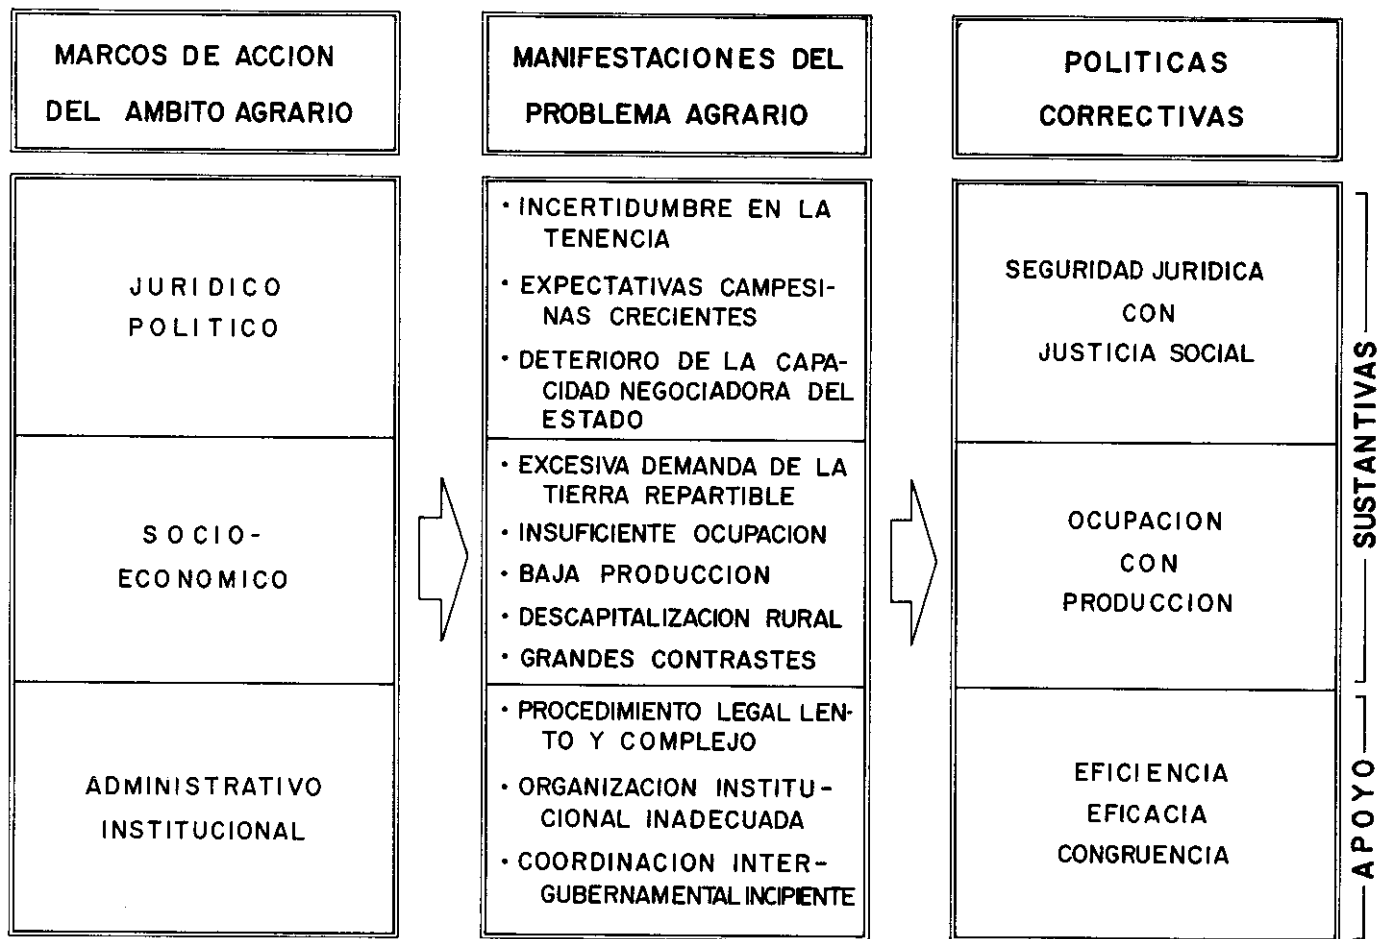 MARCOS DE ACCION
DEL AMBITO AGRARIO
MANIFESTACIONES DEL
PROBLEMA AGRARIO
POLITICAS
CORRECTIVAS
JURIDICO
POLITICO
• INCERTIDUMBRE EN LA
TENENCIA
• EXPECTATIVAS CAMPESI-
NAS CRECIENTES
• DETERIORO DE LA CAPA-
CIDAD NEGOCIADORA DEL
ESTADO
SEGURIDAD JURIDICA
CON
JUSTICIA SOCIAL
SOCIO-
ECONOMICO
• EXCESIVA DEMANDA DE LA
TIERRA REPARTIBLE
• INSUFICIENTE OCUPACION
• BAJA PRODUCCION
• DESCAPITALIZACION RURAL
• GRANDES CONTRASTES
OCUPACION
CON
PRODUCCION
SUSTANTIVAS
ADMINISTRATIVO
INSTITUCIONAL
• PROCEDIMIENTO LEGAL LEN-
TO Y COMPLEJO
• ORGANIZACION INSTITU-
CIONAL INADECUADA
• COORDINACION INTER-
GUBERNAMENTAL INCIPIENTE
EFICIENCIA
EFICACIA
CONGRUENCIA
APOYO